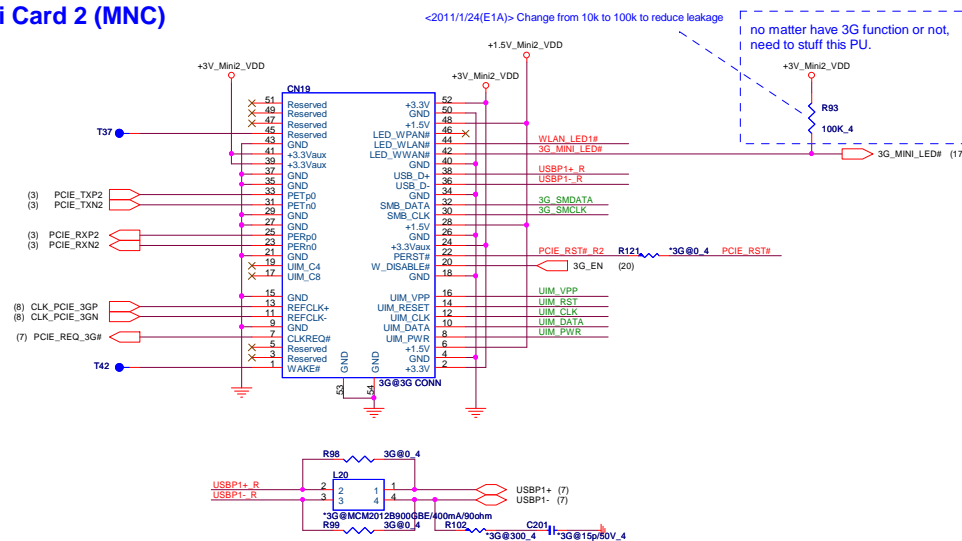 i Card 2 (MNC)
<2011/1/24(E1A)> Change from 10k to 100k to reduce leakage
no matter have 3G function or not,
need to stuff this PU.
+1.5V_Mini2_VDD
+3V_Mini2_VDD
+3V_Mini2_VDD
+3V_Mini2_VDD
CN19
R93
100K_4
51 Reserved +3.3V 52
49 Reserved GND 50
47 Reserved +1.5V 48
T37 45 Reserved LED_WPAN# 46
43 GND LED_WLAN# 44 WLAN_LED1#
41 +3.3Vaux LED_WWAN# 42 3G_MINI_LED# 3G_MINI_LED# (17
39 +3.3Vaux GND 40
37 GND USB_D+ 38 USBP1+_R
35 GND USB_D- 36 USBP1-_R
(3) PCIE_TXP2 33 PETp0 GND 34
(3) PCIE_TXN2 31 PETn0 SMB_DATA 32 3G_SMDATA
29 GND SMB_CLK 30 3G_SMCLK
27 GND +1.5V 28
(3) PCIE_RXP2 25 PERp0 GND 26
(3) PCIE_RXN2 23 PERn0 +3.3Vaux 24
21 GND PERST# 22 PCIE_RST#_R2 R121 *3G@0_4 PCIE_RST#
19 UIM_C4 W_DISABLE# 20 3G_EN (20)
17 UIM_C8 GND 18
15 GND UIM_VPP 16 UIM_VPP
(8) CLK_PCIE_3GP 13 REFCLK+ UIM_RESET 14 UIM_RST
(8) CLK_PCIE_3GN 11 REFCLK- UIM_CLK 12 UIM_CLK
9 GND UIM_DATA 10 UIM_DATA
(7) PCIE_REQ_3G# 7 CLKREQ# UIM_PWR 8 UIM_PWR
5 Reserved +1.5V 6
3 Reserved GND 4
T42 1 WAKE# +3.3V 2
GND GND
53 54
3G@3G CONN
R98 3G@0_4
L20
USBP1+_R 2 2 1 1 USBP1+ (7)
USBP1-_R 3 3 4 4 USBP1- (7)
*3G@MCM2012B900GBE/400mA/90ohm
R99 3G@0_4 R102 C201
*3G@300_4 *3G@15p/50V_4